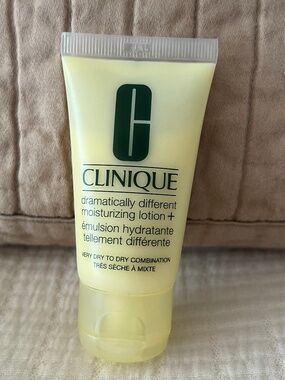 CLINIQUE
dramatically different
moisturizing lotion+
émulsion hydratante
tellement différente
VERY DRY TO DRY COMBINATION
TRÈS SÈCHE À MIXTE